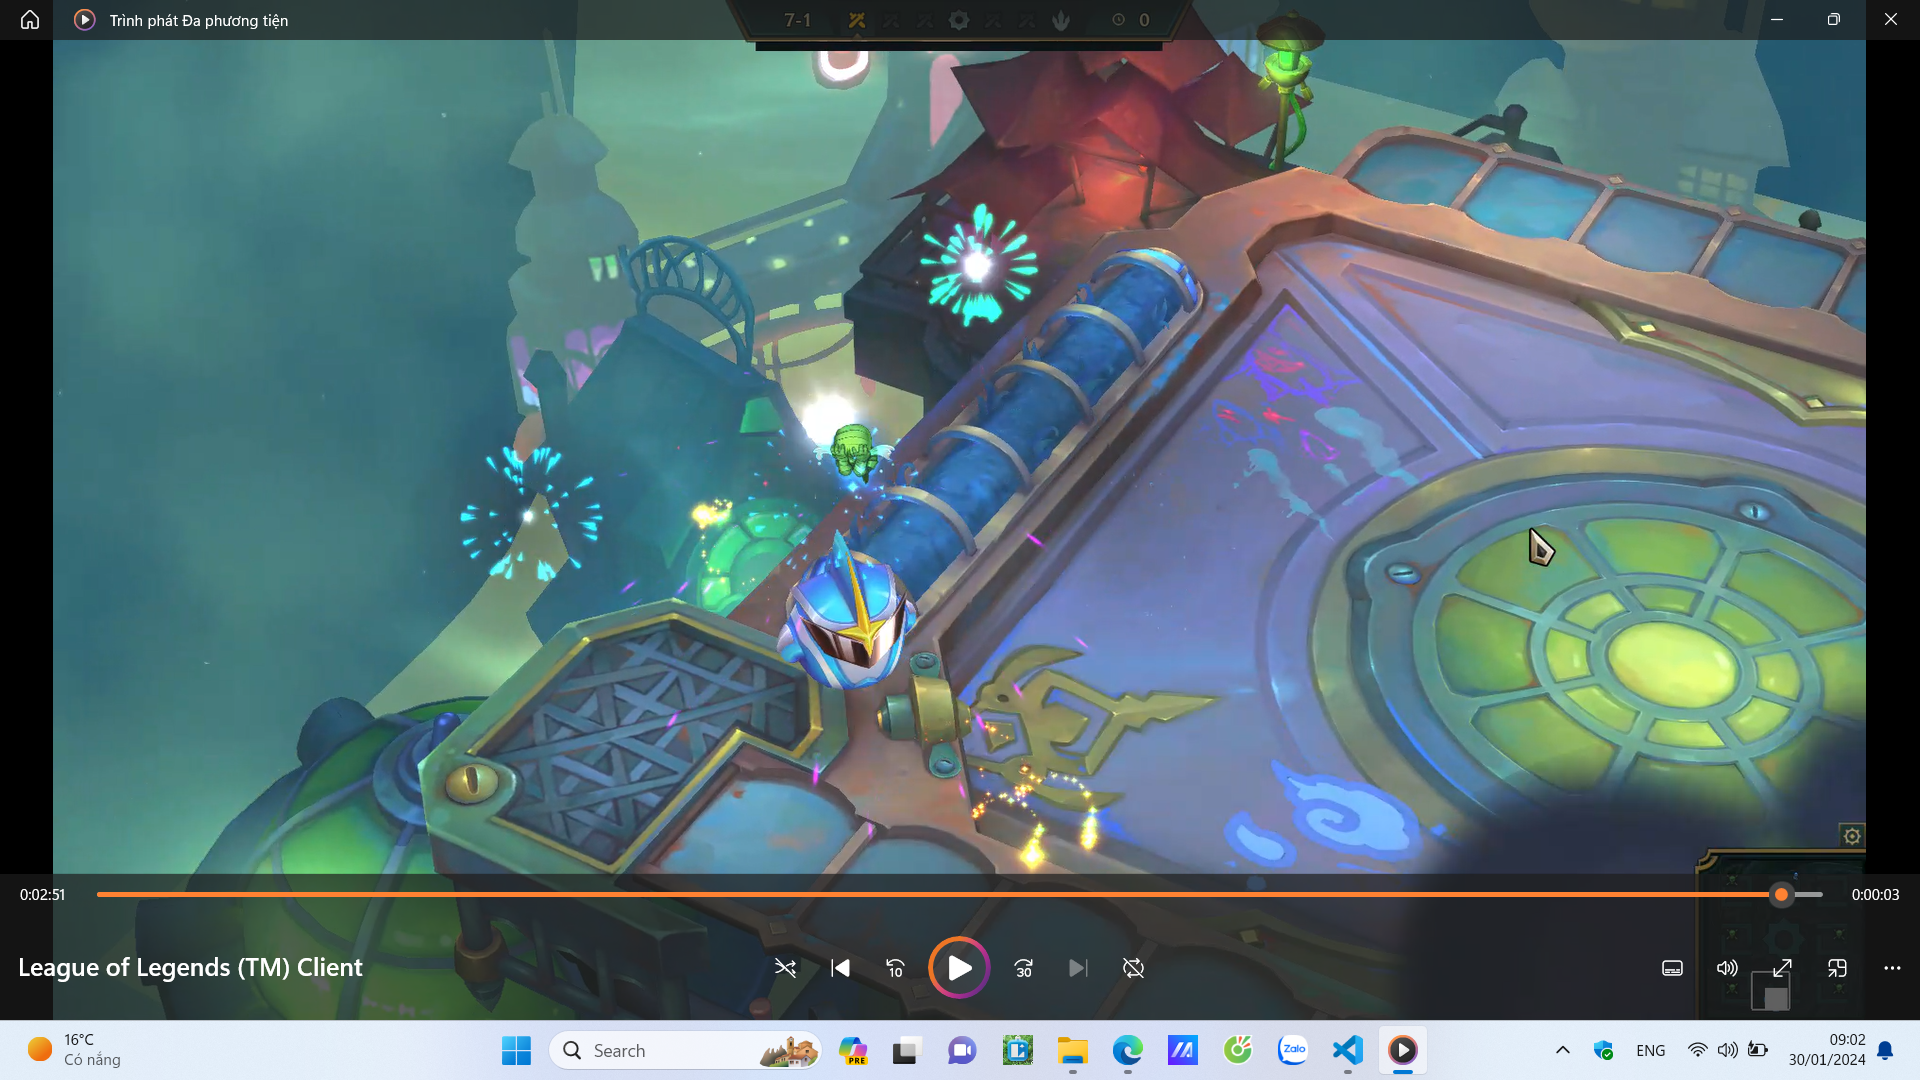 Trình phát Đa phương tiện
7-1
0
0:02:51
0:00:03
League of Legends (TM) Client
10
30
16°C
Có nắng
Search
PRE
Zalo
ENG
09:02
30/01/2024